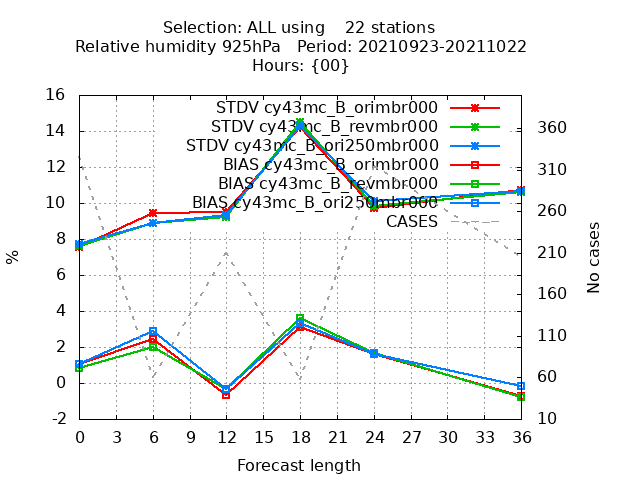 Selection: ALL using    22 stations
Relative humidity 925hPa   Period: 20210923-20211022
Hours: {00}
STDV cy43mc_B_orimbr000
STDV cy43mc_B_revmbr000
STDV cy43mc_B_ori250mbr000
BIAS cy43mc_B_orimbr000
BIAS cy43mc_B_revmbr000
BIAS cy43mc_B_ori250mbr000
CASES
16
14
12
10
8
6
4
2
0
-2
%
360
310
260
210
160
110
60
10
No cases
0 3 6 9 12 15 18 21 24 27 30 33 36
Forecast length